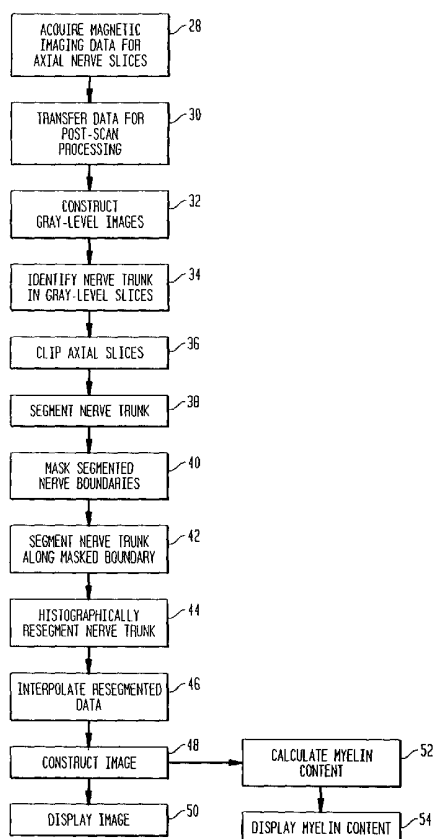 ACQUIRE MAGNETIC
IMAGING DATA FOR
AXIAL NERVE SLICES
28
TRANSFER DATA FOR
POST-SCAN
PROCESSING
30
CONSTRUCT
GRAY-LEVEL IMAGES
32
IDENTIFY NERVE TRUNK
IN GRAY-LEVEL SLICES
34
CLIP AXIAL SLICES
36
SEGMENT NERVE TRUNK
38
MASK SEGMENTED
NERVE BOUNDARIES
40
SEGMENT NERVE TRUNK
ALONG MASKED BOUNDARY
42
HISTOGRAPHICALLY
RESEGMENT NERVE TRUNK
44
INTERPOLATE RESEGMENTED
DATA
46
CONSTRUCT IMAGE
48
CALCULATE MYELIN
CONTENT
52
DISPLAY IMAGE
50
DISPLAY MYELIN CONTENT
54